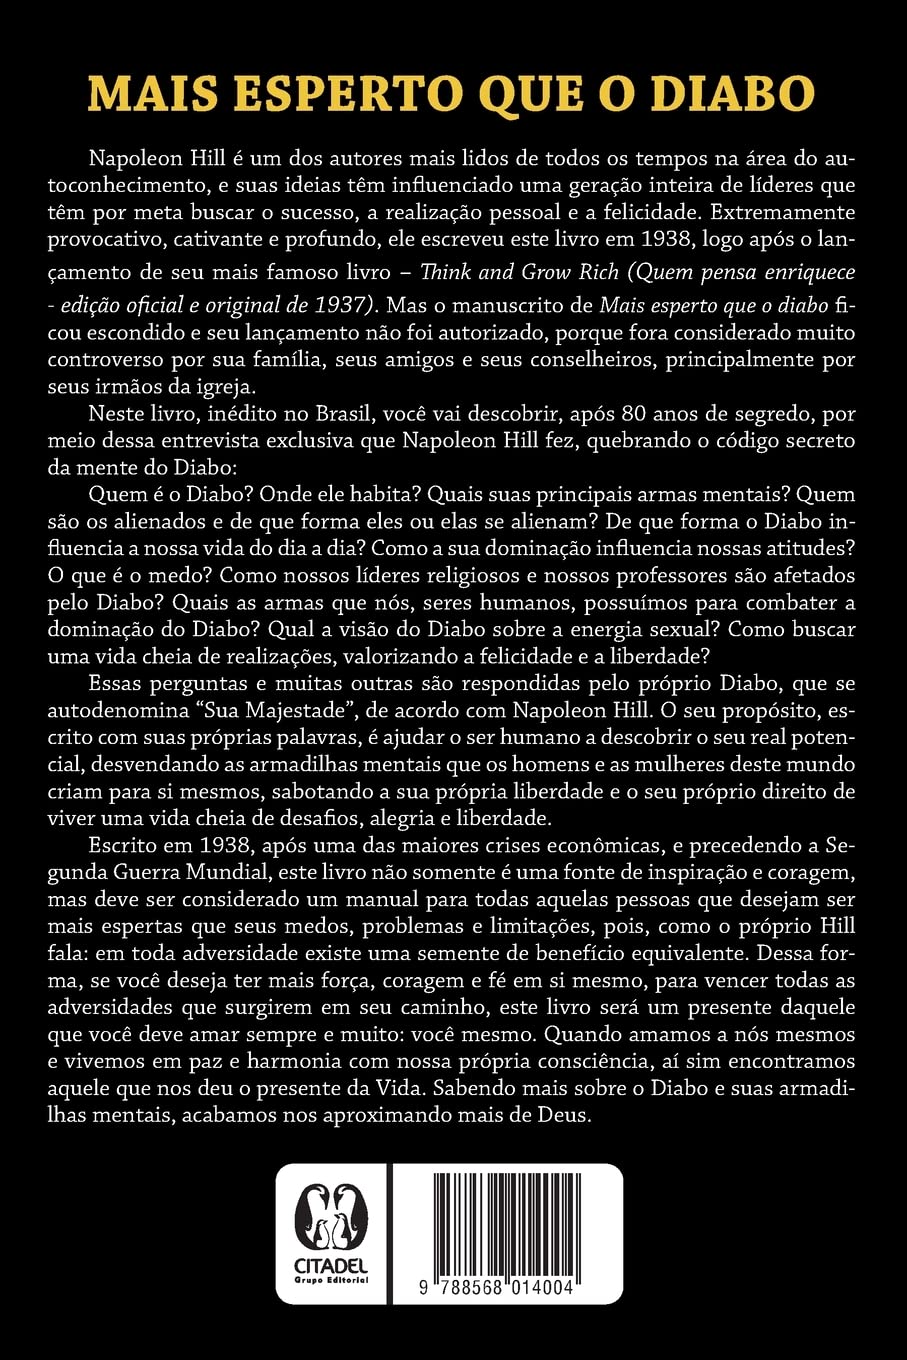 MAIS ESPERTO QUE O DIABO
Napoleon Hill é um dos autores mais lidos de todos os tempos na área do au-
toconhecimento, e suas ideias têm influenciado uma geração inteira de líderes que
têm por meta buscar o sucesso, a realização pessoal e a felicidade. Extremamente
provocativo, cativante e profundo, ele escreveu este livro em 1938, logo após o lan-
çamento de seu mais famoso livro – Think and Grow Rich (Quem pensa enriquece
- edição oficial e original de 1937). Mas o manuscrito de Mais esperto que o diabo fi-
cou escondido e seu lançamento não foi autorizado, porque fora considerado muito
controverso por sua família, seus amigos e seus conselheiros, principalmente por
seus irmãos da igreja.
Neste livro, inédito no Brasil, você vai descobrir, após 80 anos de segredo, por
meio dessa entrevista exclusiva que Napoleon Hill fez, quebrando o código secreto
da mente do Diabo:
Quem é o Diabo? Onde ele habita? Quais suas principais armas mentais? Quem
são os alienados e de que forma eles ou elas se alienam? De que forma o Diabo in-
fluencia a nossa vida do dia a dia? Como a sua dominação influencia nossas atitudes?
O que é o medo? Como nossos líderes religiosos e nossos professores são afetados
pelo Diabo? Quais as armas que nós, seres humanos, possuímos para combater a
dominação do Diabo? Qual a visão do Diabo sobre a energia sexual? Como buscar
uma vida cheia de realizações, valorizando a felicidade e a liberdade?
Essas perguntas e muitas outras são respondidas pelo próprio Diabo, que se
autodenomina “Sua Majestade”, de acordo com Napoleon Hill. O seu propósito, es-
crito com suas próprias palavras, é ajudar o ser humano a descobrir o seu real poten-
cial, desvendando as armadilhas mentais que os homens e as mulheres deste mundo
criam para si mesmos, sabotando a sua própria liberdade e o seu próprio direito de
viver uma vida cheia de desafios, alegria e liberdade.
Escrito em 1938, após uma das maiores crises econômicas, e precedendo a Se-
gunda Guerra Mundial, este livro não somente é uma fonte de inspiração e coragem,
mas deve ser considerado um manual para todas aquelas pessoas que desejam ser
mais espertas que seus medos, problemas e limitações, pois, como o próprio Hill
fala: em toda adversidade existe uma semente de benefício equivalente. Dessa for-
ma, se você deseja ter mais força, coragem e fé em si mesmo, para vencer todas as
adversidades que surgirem em seu caminho, este livro será um presente daquele
que você deve amar sempre e muito: você mesmo. Quando amamos a nós mesmos
e vivemos em paz e harmonia com nossa própria consciência, aí sim encontramos
aquele que nos deu o presente da Vida. Sabendo mais sobre o Diabo e suas armadi-
lhas mentais, acabamos nos aproximando mais de Deus.
CITADEL
Grupo Editorial
9 788568 014004